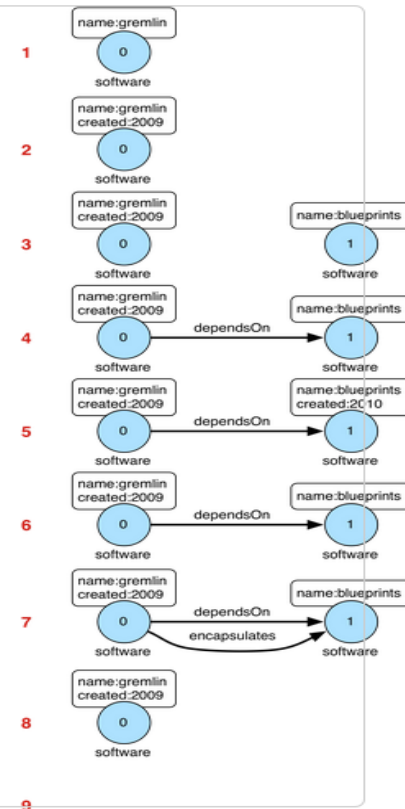 name:gremlin
1
0
software
name:gremlin
created:2009
2
0
software
name:gremlin
created:2009
name:blueprints
3
0
1
software
software
name:gremlin
created:2009
name:blueprints
dependsOn
4
0
1
software
software
name:gremlin
created:2009
name:blueprints
created:2010
dependsOn
5
0
1
software
software
name:gremlin
created:2009
name:blueprints
dependsOn
6
0
1
software
software
name:gremlin
created:2009
name:blueprints
dependsOn
7
0
1
encapsulates
software
software
name:gremlin
created:2009
8
0
software